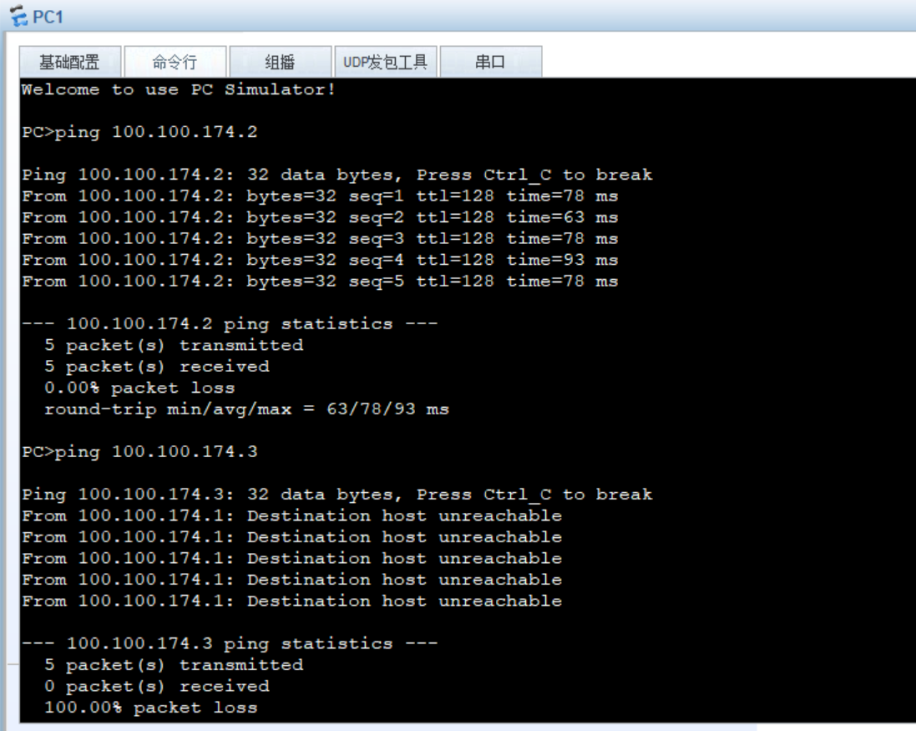 PC1
基础配置 命令行 组播 UDP发包工具 串口
Welcome to use PC Simulator!
PC>ping 100.100.174.2
Ping 100.100.174.2: 32 data bytes, Press Ctrl_C to break
From 100.100.174.2: bytes=32 seq=1 ttl=128 time=78 ms
From 100.100.174.2: bytes=32 seq=2 ttl=128 time=63 ms
From 100.100.174.2: bytes=32 seq=3 ttl=128 time=78 ms
From 100.100.174.2: bytes=32 seq=4 ttl=128 time=93 ms
From 100.100.174.2: bytes=32 seq=5 ttl=128 time=78 ms
--- 100.100.174.2 ping statistics ---
5 packet(s) transmitted
5 packet(s) received
0.00% packet loss
round-trip min/avg/max = 63/78/93 ms
PC>ping 100.100.174.3
Ping 100.100.174.3: 32 data bytes, Press Ctrl_C to break
From 100.100.174.1: Destination host unreachable
From 100.100.174.1: Destination host unreachable
From 100.100.174.1: Destination host unreachable
From 100.100.174.1: Destination host unreachable
From 100.100.174.1: Destination host unreachable
--- 100.100.174.3 ping statistics ---
5 packet(s) transmitted
0 packet(s) received
100.00% packet loss